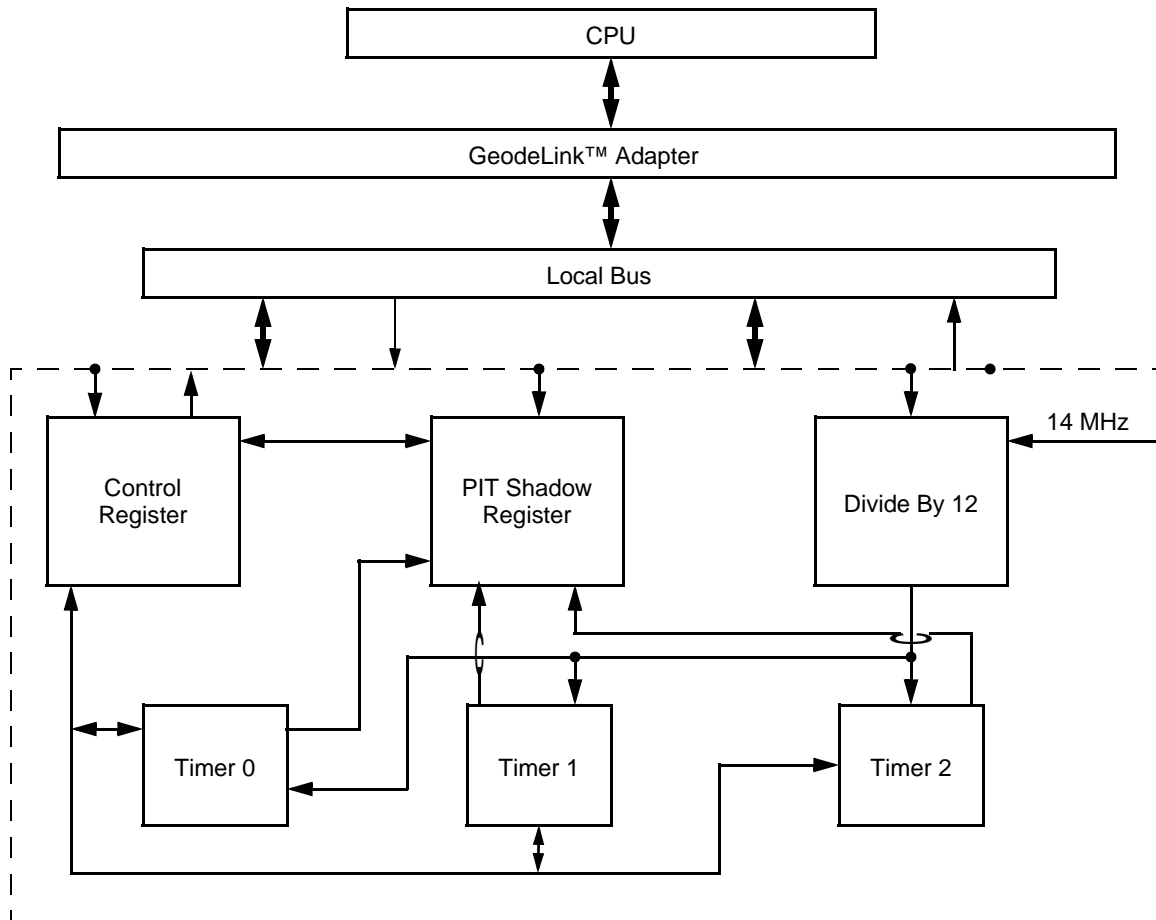 CPU
GeodeLink™ Adapter
Local Bus
14 MHz
Control
Register
PIT Shadow
Register
Divide By 12
Timer 0
Timer 1
Timer 2